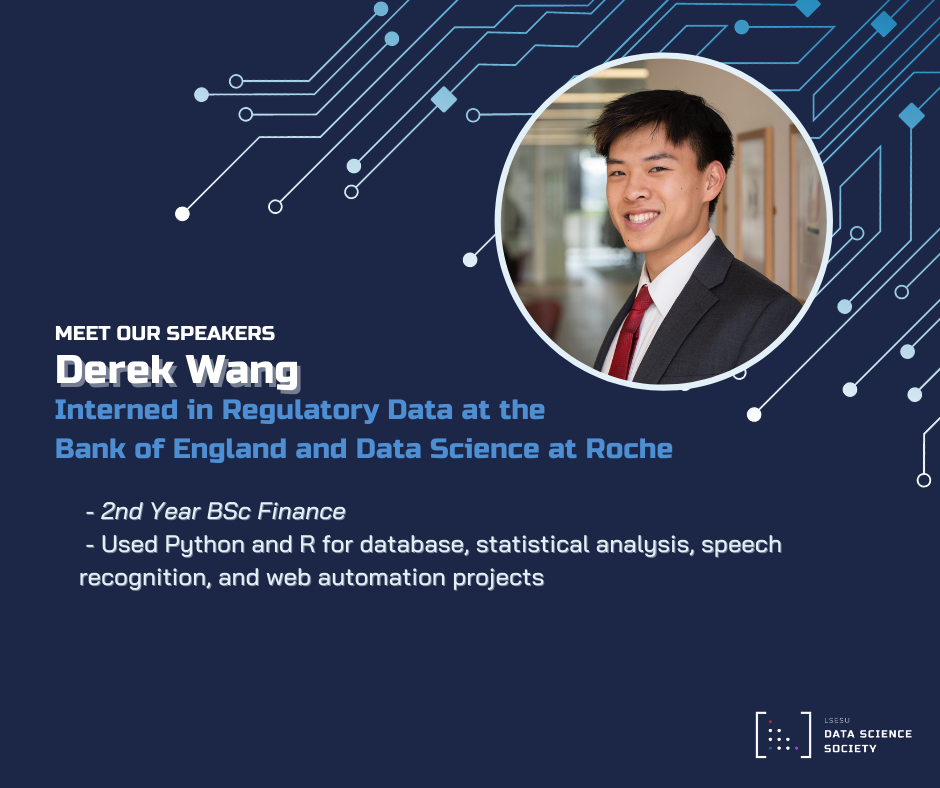 MEET OUR SPEAKERS
Derek Wang
Interned in Regulatory Data at the
Bank of England and Data Science at Roche
- 2nd Year BSc Finance
- Used Python and R for database, statistical analysis, speech
recognition, and web automation projects
LSESU
DATA SCIENCE
SOCIETY